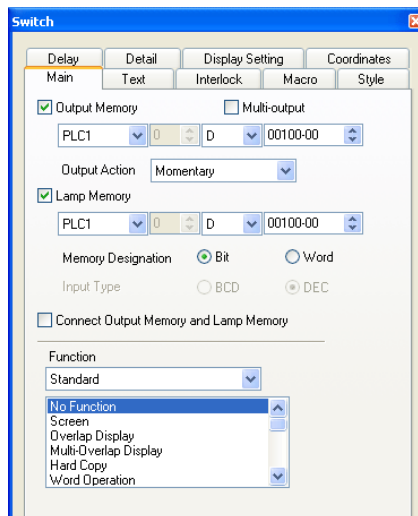 Switch
Delay Detail Display Setting Coordinates
Main Text Interlock Macro Style
Output Memory Multi-output
PLC1 0 D 00100-00
Output Action Momentary
Lamp Memory
PLC1 0 D 00100-00
Memory Designation Bit Word
Input Type BCD DEC
Connect Output Memory and Lamp Memory
Function
Standard
No Function
Screen
Overlap Display
Multi-Overlap Display
Hard Copy
Word Operation